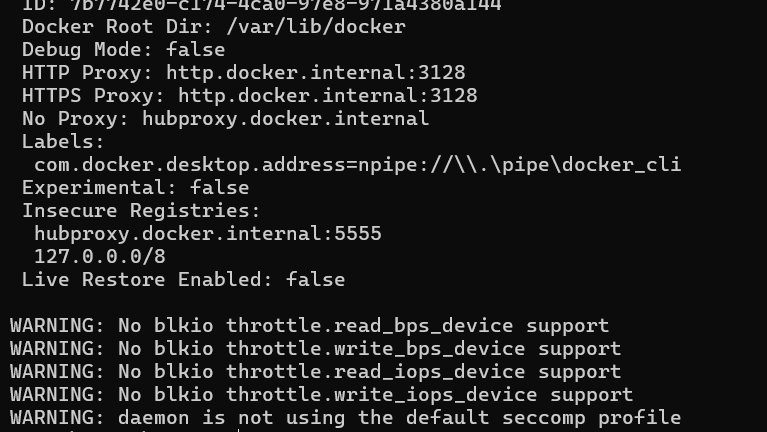 ID: 7b7742e0-c174-4ca0-97e8-971a4380a144
Docker Root Dir: /var/lib/docker
Debug Mode: false
HTTP Proxy: http.docker.internal:3128
HTTPS Proxy: http.docker.internal:3128
No Proxy: hubproxy.docker.internal
Labels:
com.docker.desktop.address=npipe://\\.\pipe\docker_cli
Experimental: false
Insecure Registries:
hubproxy.docker.internal:5555
127.0.0.0/8
Live Restore Enabled: false
WARNING: No blkio throttle.read_bps_device support
WARNING: No blkio throttle.write_bps_device support
WARNING: No blkio throttle.read_iops_device support
WARNING: No blkio throttle.write_iops_device support
WARNING: daemon is not using the default seccomp profile